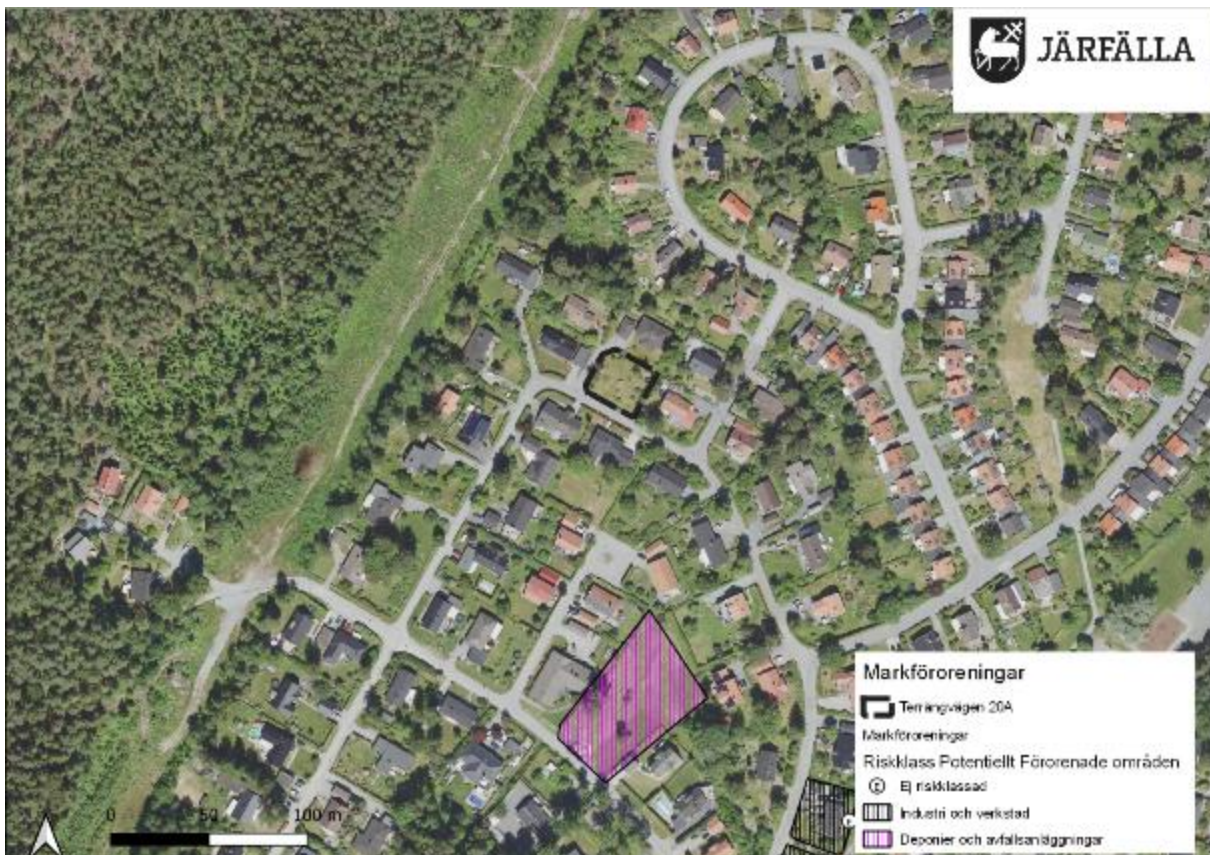 JÄRFÄLLA
Markföroreningar
Terrängvägen 20A
Markföroreningar
Riskklass Potentiellt Förorenade områden
E Ej riskklassad
Industri och verkstad
Deponier och avfallsanläggningar
0 50 100 m